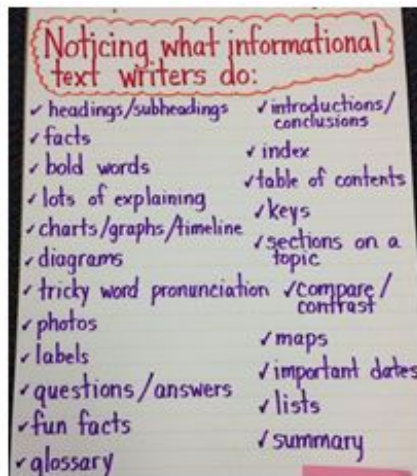 Noticing what informational
text writers do:
✓ headings/subheadings
✓ facts
✓ bold words
✓ lots of explaining
✓ charts/graphs/timeline
✓ diagrams
✓ tricky word pronunciation
✓ photos
✓ labels
✓ questions/answers
✓ fun facts
✓ glossary
✓ introductions/
conclusions
✓ index
✓ table of contents
✓ keys
✓ sections on a
topic
✓ compare/
contrast
✓ maps
✓ important dates
✓ lists
✓ summary